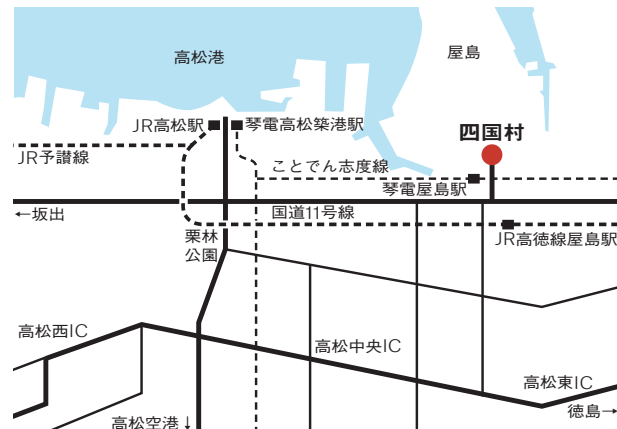 高松港
屋島
JR高松駅
琴電高松築港駅
四国村
JR予讃線
ことでん志度線
琴電屋島駅
←坂出
国道11号線
栗林
公園
JR高徳線屋島駅
高松西IC
高松中央IC
高松東IC
徳島→
高松空港↓